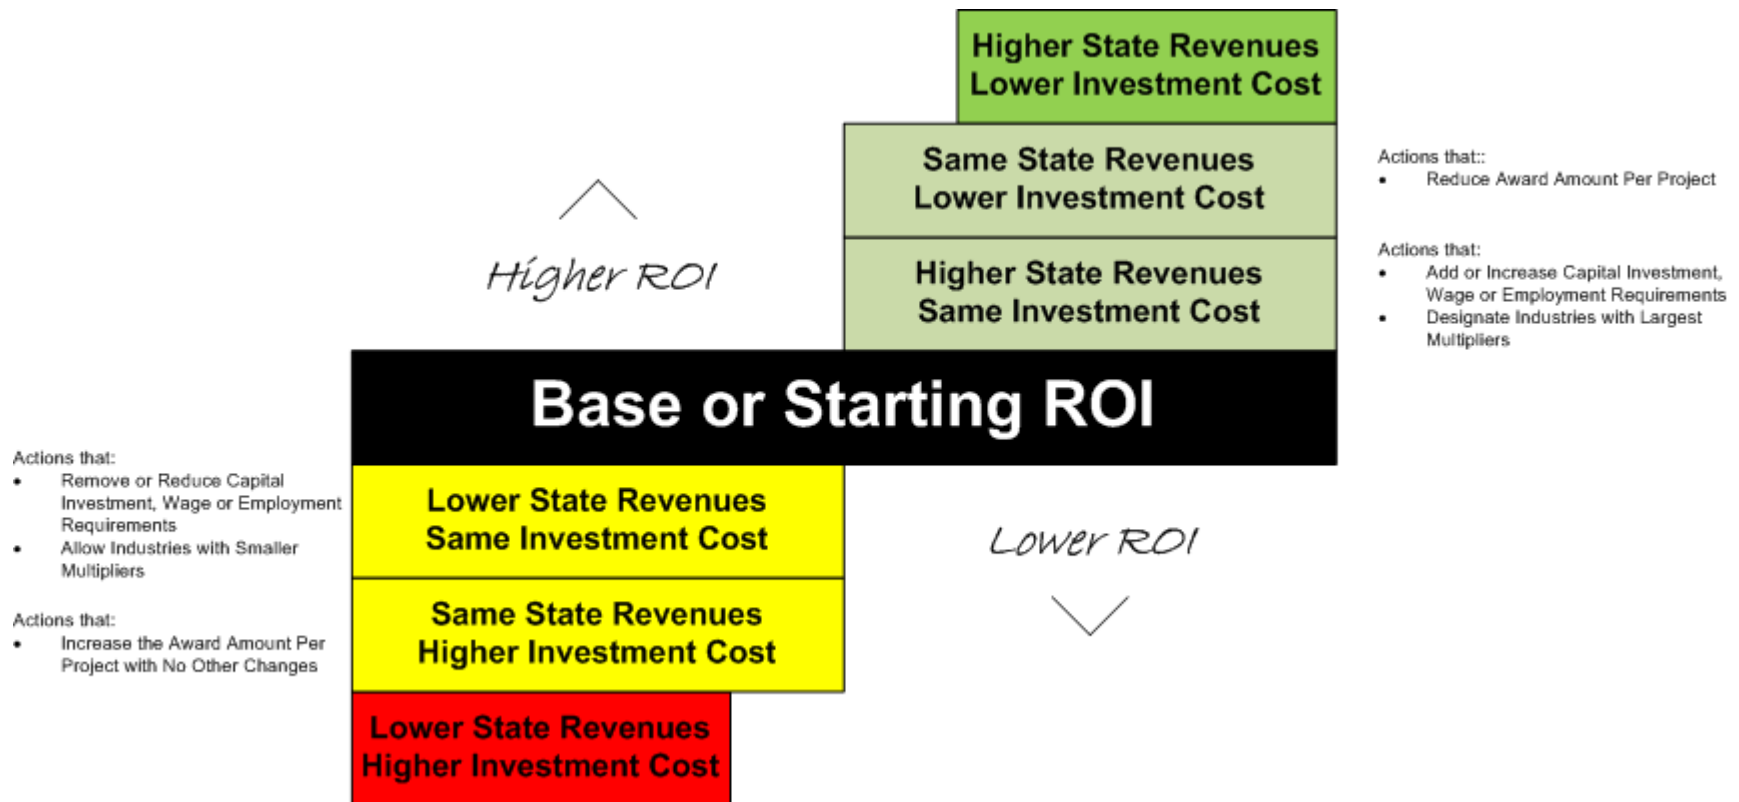 Higher State Revenues
Lower Investment Cost
Same State Revenues
Lower Investment Cost
Actions that::
• Reduce Award Amount Per Project
Higher ROI
Higher State Revenues
Same Investment Cost
Actions that:
• Add or Increase Capital Investment,
Wage or Employment Requirements
• Designate Industries with Largest
Multipliers
Base or Starting ROI
Actions that:
• Remove or Reduce Capital
Investment, Wage or Employment
Requirements
• Allow Industries with Smaller
Multipliers
Lower State Revenues
Same Investment Cost
Lower ROI
Actions that:
• Increase the Award Amount Per
Project with No Other Changes
Same State Revenues
Higher Investment Cost
Lower State Revenues
Higher Investment Cost